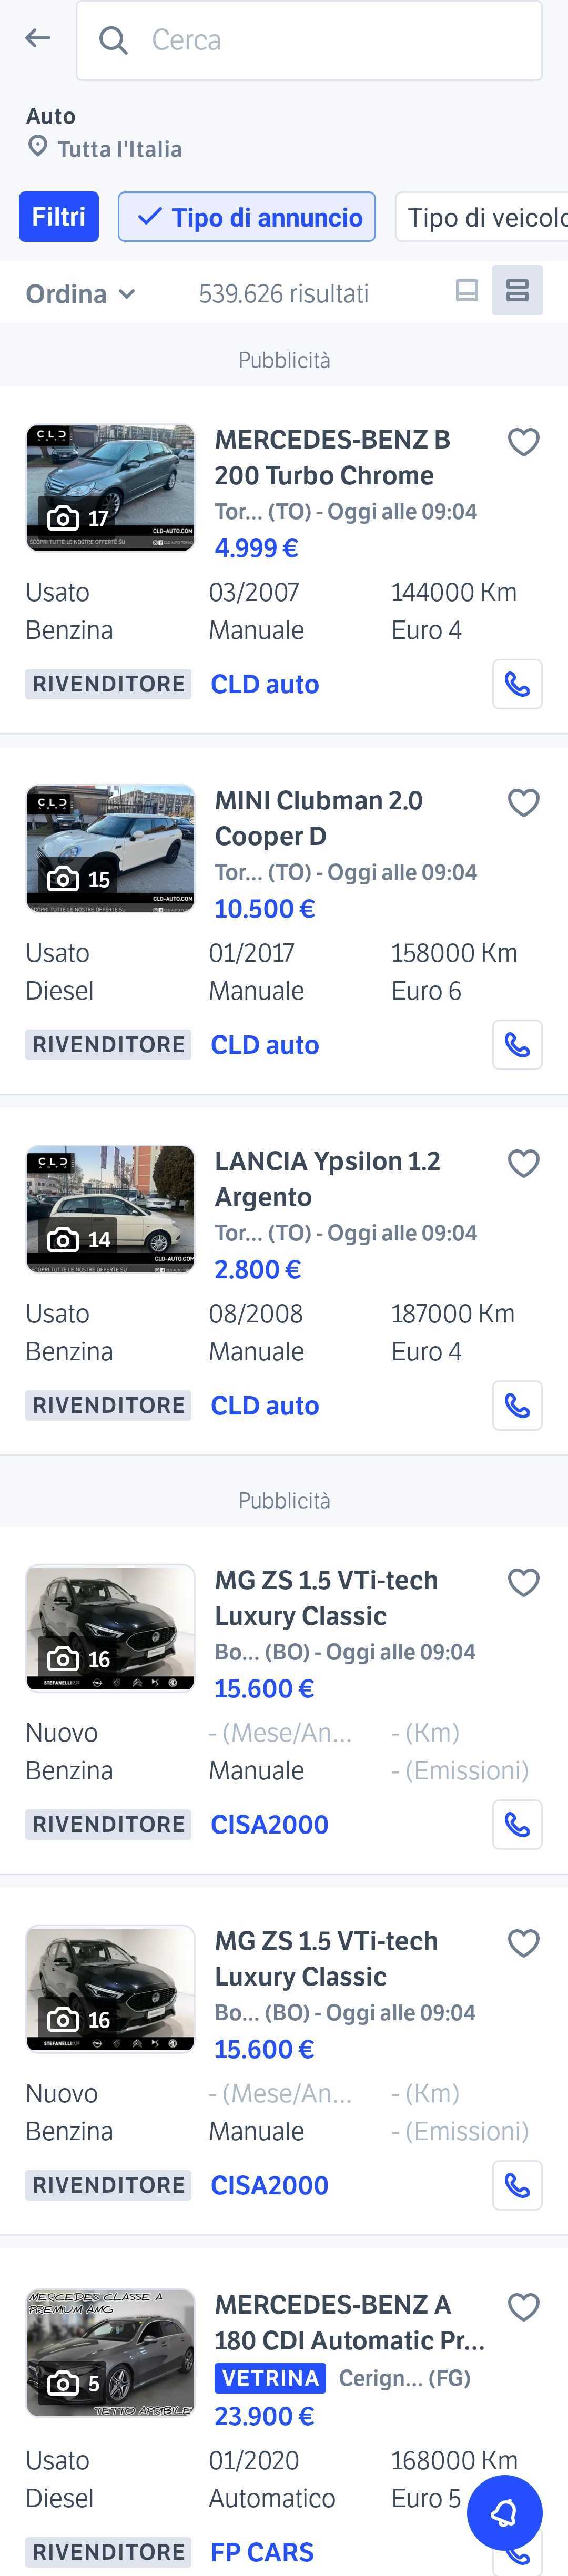 Cerca
Auto
Tutta l'Italia
Filtri
Tipo di annuncio
Tipo di veicolo
Ordina
539.626 risultati
Pubblicità
CLD
AUTO
17
CLD-AUTO.COM
SCOPRI TUTTE LE NOSTRE OFFERTE SU
MERCEDES-BENZ B
200 Turbo Chrome
Tor... (TO) - Oggi alle 09:04
4.999 €
Usato 03/2007 144000 Km
Benzina Manuale Euro 4
RIVENDITORE CLD auto
CLD
AUTO
15
CLD-AUTO.COM
SCOPRI TUTTE LE NOSTRE OFFERTE SU
MINI Clubman 2.0
Cooper D
Tor... (TO) - Oggi alle 09:04
10.500 €
Usato 01/2017 158000 Km
Diesel Manuale Euro 6
RIVENDITORE CLD auto
CLD
AUTO
14
CLD-AUTO.COM
SCOPRI TUTTE LE NOSTRE OFFERTE SU
LANCIA Ypsilon 1.2
Argento
Tor... (TO) - Oggi alle 09:04
2.800 €
Usato 08/2008 187000 Km
Benzina Manuale Euro 4
RIVENDITORE CLD auto
Pubblicità
16
STEFANELLI
MG ZS 1.5 VTi-tech
Luxury Classic
Bo... (BO) - Oggi alle 09:04
15.600 €
Nuovo - (Mese/An... - (Km)
Benzina Manuale - (Emissioni)
RIVENDITORE CISA2000
16
STEFANELLI
MG ZS 1.5 VTi-tech
Luxury Classic
Bo... (BO) - Oggi alle 09:04
15.600 €
Nuovo - (Mese/An... - (Km)
Benzina Manuale - (Emissioni)
RIVENDITORE CISA2000
MERCEDES CLASSE A
PREMIUM AMG
5
TETTO APRIBILE
MERCEDES-BENZ A
180 CDI Automatic Pr...
VETRINA Cerign... (FG)
23.900 €
Usato 01/2020 168000 Km
Diesel Automatico Euro 5
RIVENDITORE FP CARS